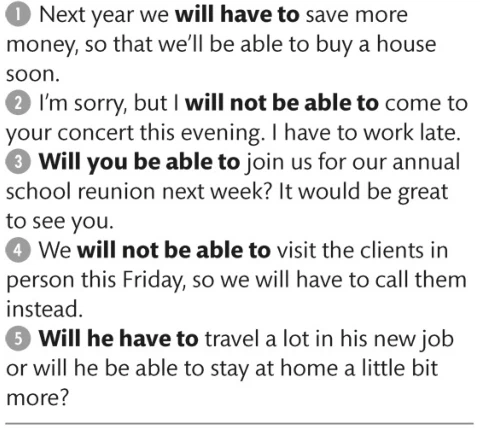 1 Next year we will have to save more
money, so that we'll be able to buy a house
soon.
2 I'm sorry, but I will not be able to come to
your concert this evening. I have to work late.
3 Will you be able to join us for our annual
school reunion next week? It would be great
to see you.
4 We will not be able to visit the clients in
person this Friday, so we will have to call them
instead.
5 Will he have to travel a lot in his new job
or will he be able to stay at home a little bit
more?